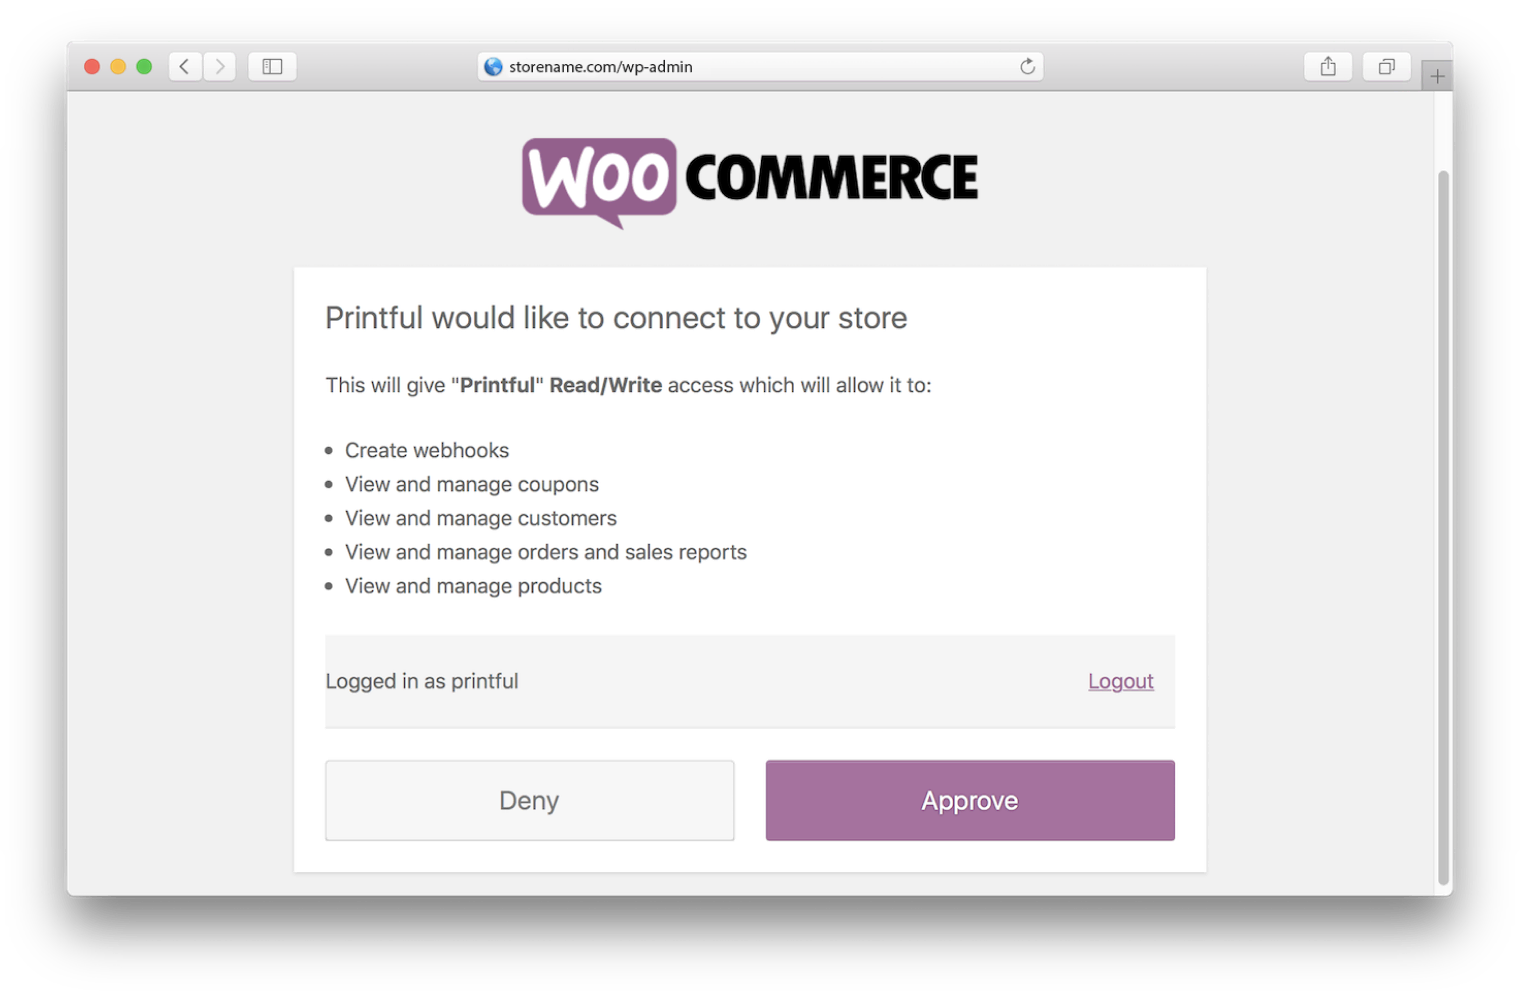 storename.com/wp-admin
WOO COMMERCE
Printful would like to connect to your store
This will give "Printful" Read/Write access which will allow it to:
• Create webhooks
• View and manage coupons
• View and manage customers
• View and manage orders and sales reports
• View and manage products
Logged in as printful Logout
Deny Approve